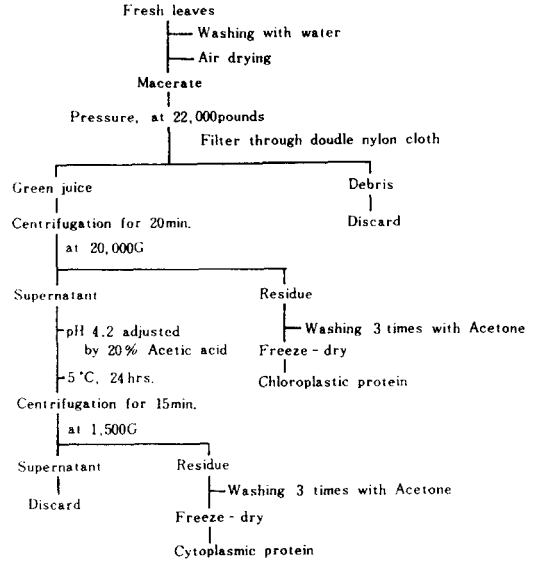 Fresh leaves
Washing with water
Air drying
Macerate
Pressure, at 22,000pounds
Filter through doudle nylon cloth
Green juice
Debris
Centrifugation for 20min.
Discard
at 20,000G
Supernatant
Residue
pH 4.2 adjusted
Washing 3 times with Acetone
by 20% Acetic acid
Freeze-dry
5°C, 24hrs.
Chloroplastic protein
Centrifugation for 15min.
at 1,500G
Supernatant
Residue
Washing 3 times with Acetone
Discard
Freeze-dry
Cytoplasmic protein